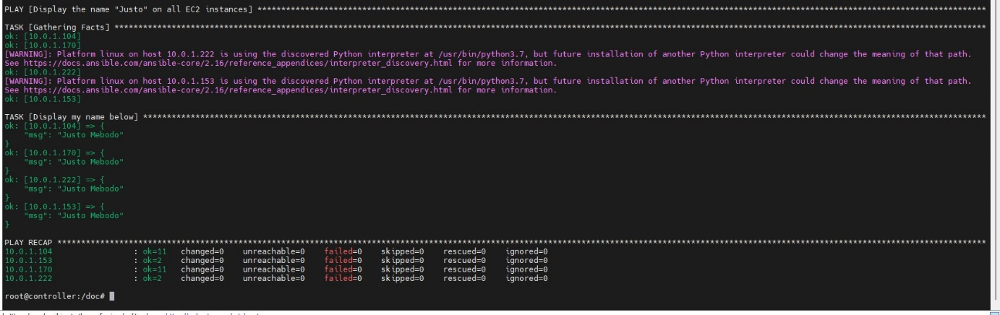 PLAY [Display the name "Justo" on all EC2 instances] ****************************************************************************************************************************************************
TASK [Gathering Facts] **********************************************************************************************************************************************************************************
ok: [10.0.1.104]
ok: [10.0.1.170]
[WARNING]: Platform linux on host 10.0.1.222 is using the discovered Python interpreter at /usr/bin/python3.7, but future installation of another Python interpreter could change the meaning of that path.
See https://docs.ansible.com/ansible-core/2.16/reference_appendices/interpreter_discovery.html for more information.
ok: [10.0.1.222]
[WARNING]: Platform linux on host 10.0.1.153 is using the discovered Python interpreter at /usr/bin/python3.7, but future installation of another Python interpreter could change the meaning of that path.
See https://docs.ansible.com/ansible-core/2.16/reference_appendices/interpreter_discovery.html for more information.
ok: [10.0.1.153]
TASK [Display my name below] ****************************************************************************************************************************************************************************
ok: [10.0.1.104] => {
    "msg": "Justo Mebodo"
}
ok: [10.0.1.170] => {
    "msg": "Justo Mebodo"
}
ok: [10.0.1.222] => {
    "msg": "Justo Mebodo"
}
ok: [10.0.1.153] => {
    "msg": "Justo Mebodo"
}
PLAY RECAP **********************************************************************************************************************************************************************************************
10.0.1.104 : ok=11 changed=0 unreachable=0 failed=0 skipped=0 rescued=0 ignored=0
10.0.1.153 : ok=2 changed=0 unreachable=0 failed=0 skipped=0 rescued=0 ignored=0
10.0.1.170 : ok=11 changed=0 unreachable=0 failed=0 skipped=0 rescued=0 ignored=0
10.0.1.222 : ok=2 changed=0 unreachable=0 failed=0 skipped=0 rescued=0 ignored=0
root@controller:/doc#